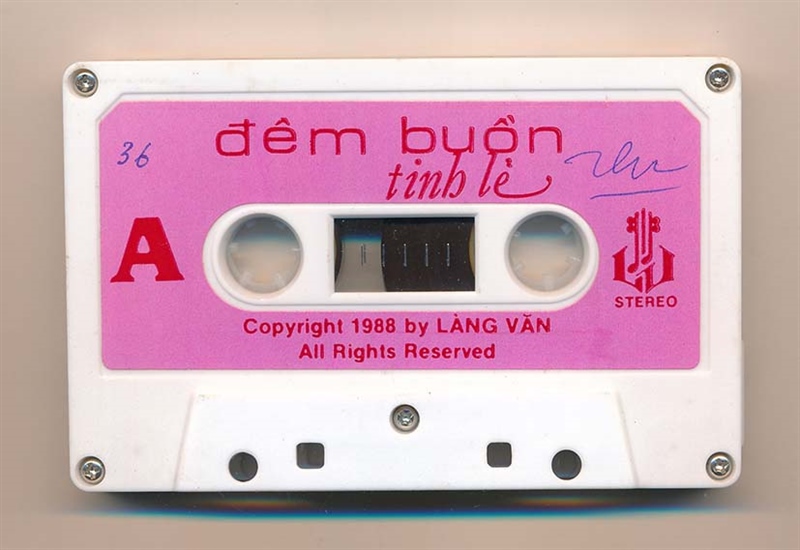 đêm buồn
tỉnh lẻ
36
A
STEREO
Copyright 1988 by LÀNG VĂN
All Rights Reserved